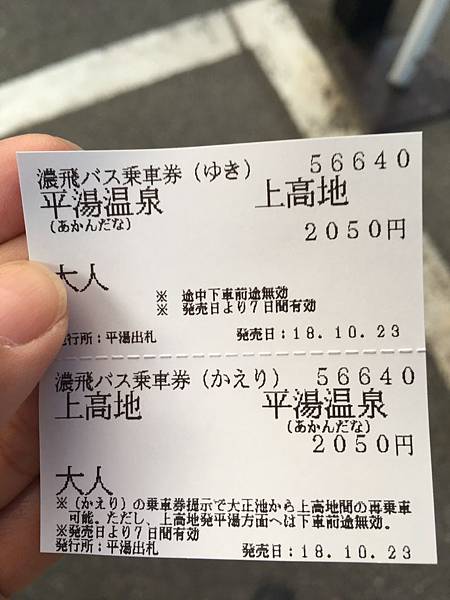 濃飛バス乗車券(ゆき) 56640
平湯温泉 上高地
(あかんだな)
2050円
大人
※ 途中下車前途無効
※ 発売日より7日間有効
発行所:平湯出札 発売日:18.10.23
濃飛バス乗車券(かえり) 56640
上高地 平湯温泉
(あかんだな)
2050円
大人
※(かえり)の乗車券提示で大正池から上高地間の再乗車
可能。ただし、上高地発平湯方面へは下車前途無効。
※発売日より7日間有効
発行所:平湯出札 発売日:18.10.23